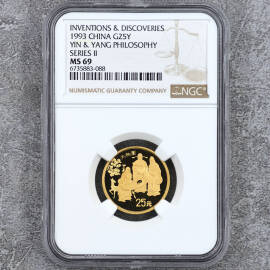 INVENTIONS & DISCOVERIES
1993 CHINA G25Y
YIN & YANG PHILOSOPHY
SERIES II
MS 69
6735883-088
NUMISMATIC GUARANTY COMPANY
NGC
25元